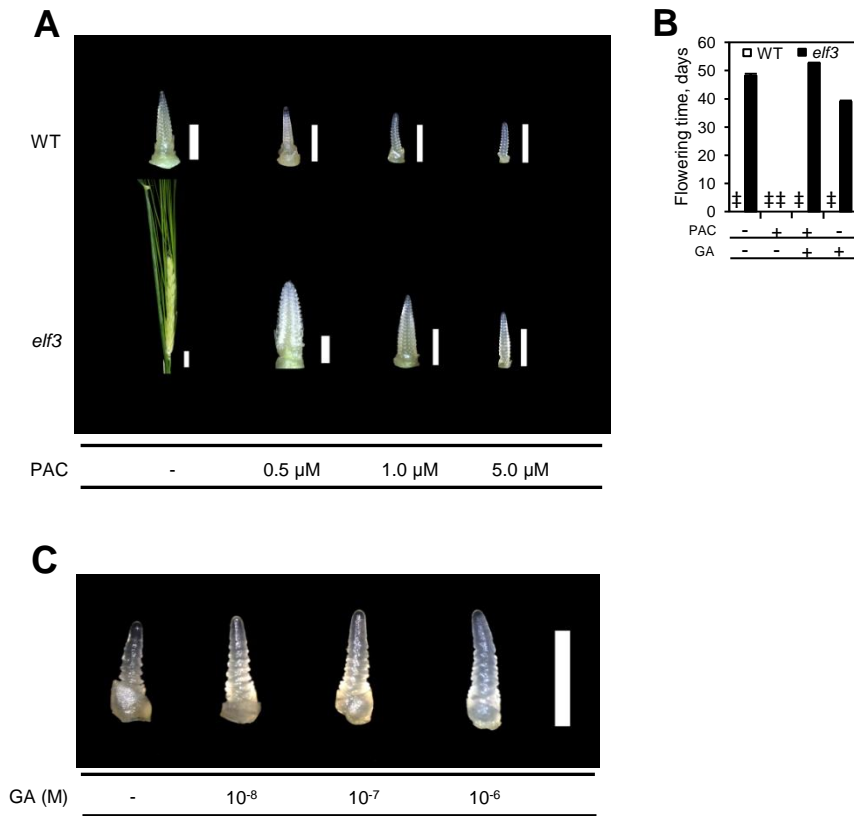 A
WT
elf3
PAC - 0.5 µM 1.0 µM 5.0 µM
B
Flowering time, days
60
50
40
30
20
10
0
WT elf3
‡ ‡‡ ‡ ‡
PAC - + + -
GA - - + +
C
GA (M) - 10-8 10-7 10-6